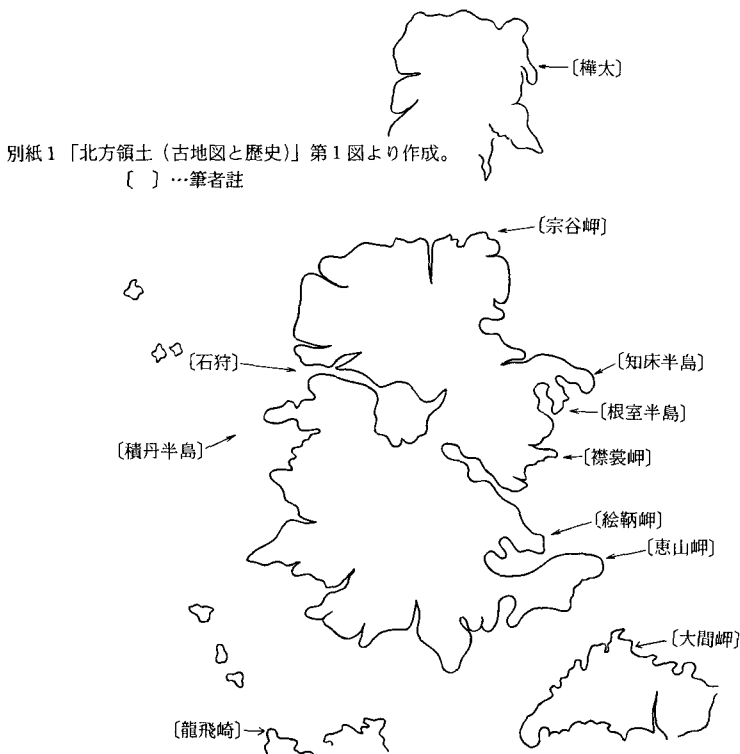 〔樺太〕
別紙1「北方領土（古地図と歴史）」第1図より作成。
〔　〕…筆者註
〔宗谷岬〕
〔石狩〕
〔知床半島〕
〔根室半島〕
〔積丹半島〕
〔襟裳岬〕
〔絵鞆岬〕
〔恵山岬〕
〔大間岬〕
〔龍飛崎〕